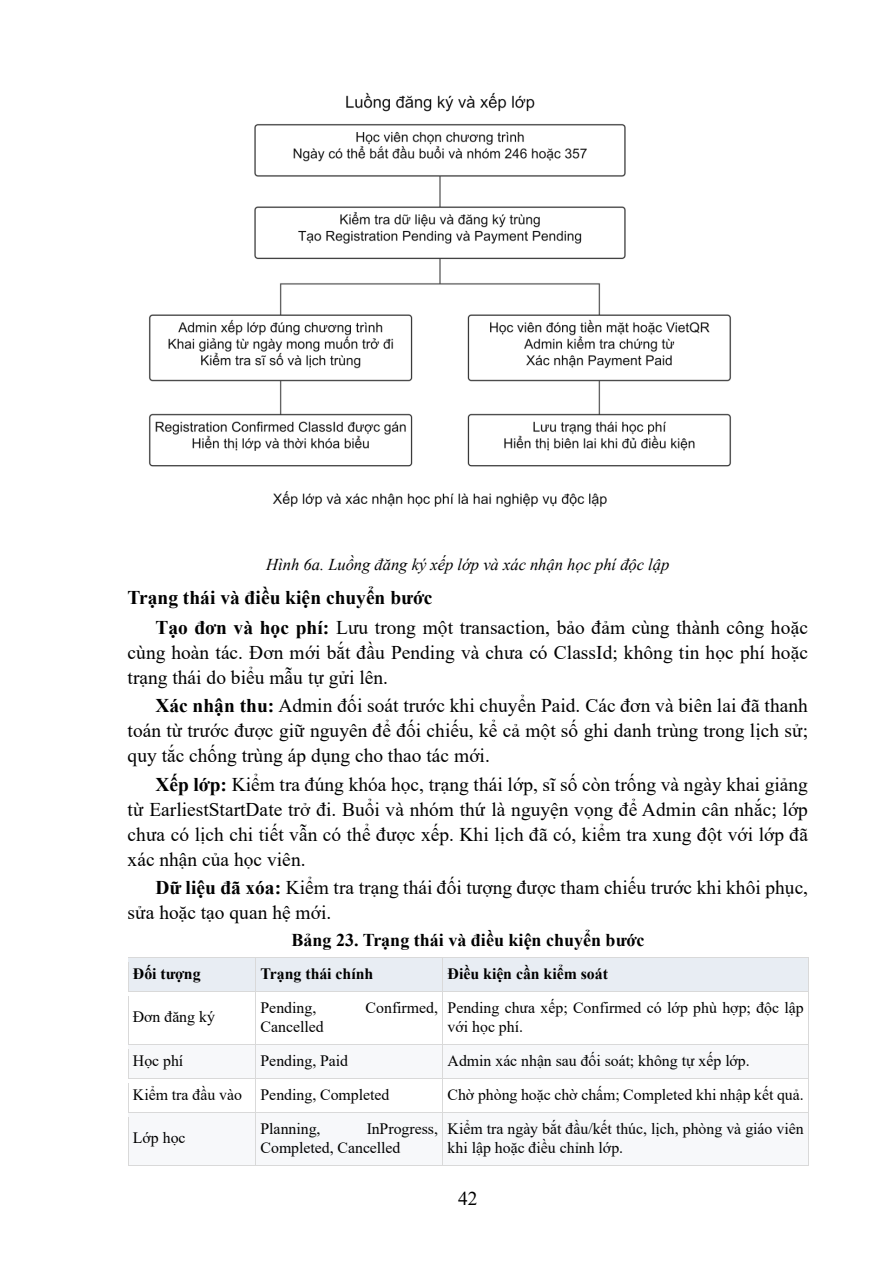 Luồng đăng ký và xếp lớp
Học viên chọn chương trình
Ngày có thể bắt đầu buổi và nhóm 246 hoặc 357
Kiểm tra dữ liệu và đăng ký trùng
Tạo Registration Pending và Payment Pending
Admin xếp lớp đúng chương trình
Khai giảng từ ngày mong muốn trở đi
Kiểm tra sĩ số và lịch trùng
Học viên đóng tiền mặt hoặc VietQR
Admin kiểm tra chứng từ
Xác nhận Payment Paid
Registration Confirmed ClassId được gán
Hiển thị lớp và thời khóa biểu
Lưu trạng thái học phí
Hiển thị biên lai khi đủ điều kiện
Xếp lớp và xác nhận học phí là hai nghiệp vụ độc lập
Hình 6a. Luồng đăng ký xếp lớp và xác nhận học phí độc lập
Trạng thái và điều kiện chuyển bước
Tạo đơn và học phí: Lưu trong một transaction, bảo đảm cùng thành công hoặc
cùng hoàn tác. Đơn mới bắt đầu Pending và chưa có ClassId; không tin học phí hoặc
trạng thái do biểu mẫu tự gửi lên.
Xác nhận thu: Admin đối soát trước khi chuyển Paid. Các đơn và biên lai đã thanh
toán từ trước được giữ nguyên để đối chiếu, kể cả một số ghi danh trùng trong lịch sử;
quy tắc chống trùng áp dụng cho thao tác mới.
Xếp lớp: Kiểm tra đúng khóa học, trạng thái lớp, sĩ số còn trống và ngày khai giảng
từ EarliestStartDate trở đi. Buổi và nhóm thứ là nguyện vọng để Admin cân nhắc; lớp
chưa có lịch chi tiết vẫn có thể được xếp. Khi lịch đã có, kiểm tra xung đột với lớp đã
xác nhận của học viên.
Dữ liệu đã xóa: Kiểm tra trạng thái đối tượng được tham chiếu trước khi khôi phục,
sửa hoặc tạo quan hệ mới.
Bảng 23. Trạng thái và điều kiện chuyển bước
Đối tượng Trạng thái chính Điều kiện cần kiểm soát
Đơn đăng ký
Pending, Confirmed,
Cancelled
Pending chưa xếp; Confirmed có lớp phù hợp; độc lập
với học phí.
Học phí Pending, Paid Admin xác nhận sau đối soát; không tự xếp lớp.
Kiểm tra đầu vào Pending, Completed Chờ phòng hoặc chờ chấm; Completed khi nhập kết quả.
Lớp học
Planning, InProgress,
Completed, Cancelled
Kiểm tra ngày bắt đầu/kết thúc, lịch, phòng và giáo viên
khi lập hoặc điều chỉnh lớp.
42